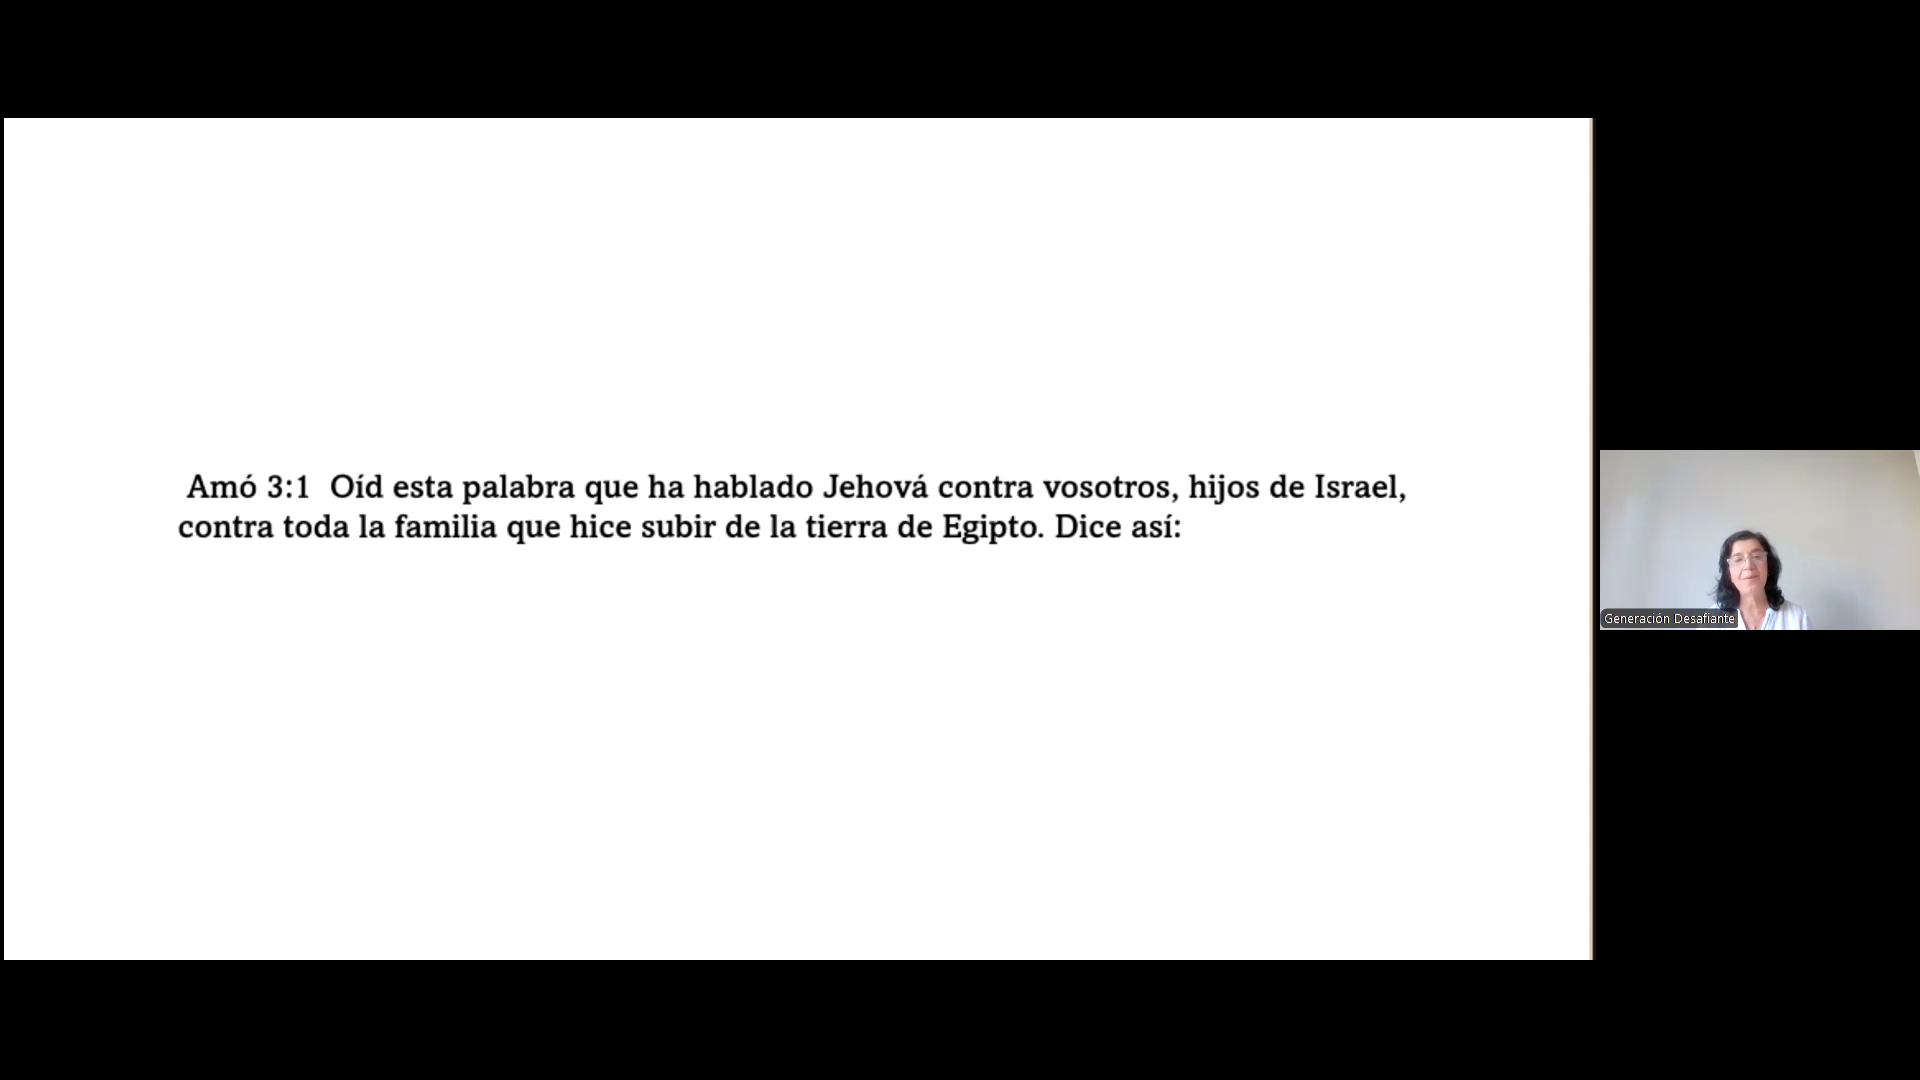 Amó 3:1  Oíd esta palabra que ha hablado Jehová contra vosotros, hijos de Israel,
contra toda la familia que hice subir de la tierra de Egipto. Dice así:
Generación Desafiante